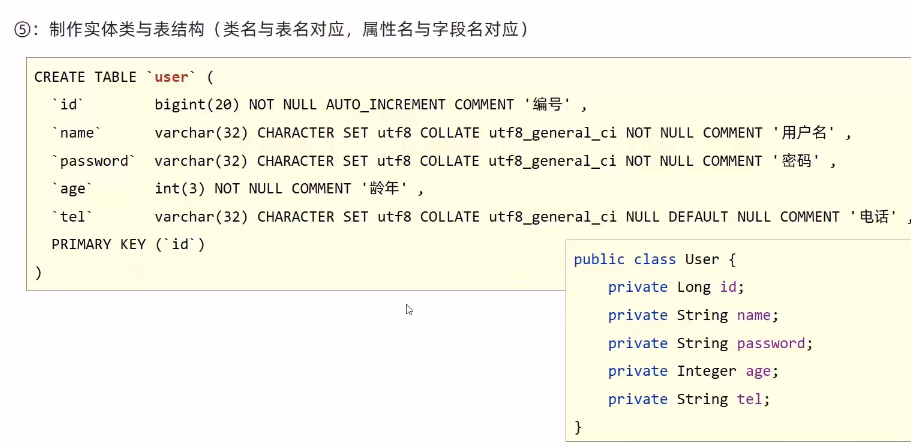 ⑤：制作实体类与表结构（类名与表名对应，属性名与字段名对应）
CREATE TABLE `user` (
`id` bigint(20) NOT NULL AUTO_INCREMENT COMMENT '编号' ,
`name` varchar(32) CHARACTER SET utf8 COLLATE utf8_general_ci NOT NULL COMMENT '用户名' ,
`password` varchar(32) CHARACTER SET utf8 COLLATE utf8_general_ci NOT NULL COMMENT '密码' ,
`age` int(3) NOT NULL COMMENT '龄年' ,
`tel` varchar(32) CHARACTER SET utf8 COLLATE utf8_general_ci NULL DEFAULT NULL COMMENT '电话' ,
PRIMARY KEY (`id`)
)
public class User {
private Long id;
private String name;
private String password;
private Integer age;
private String tel;
}